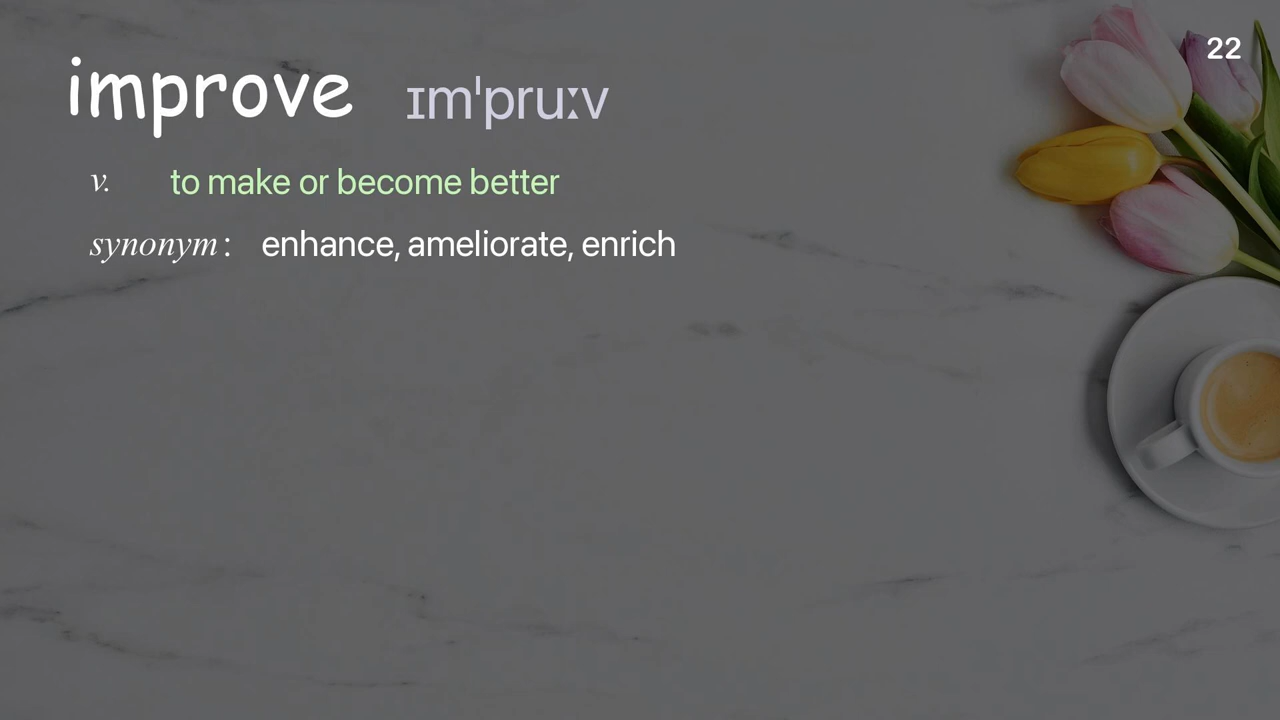 22
improve ɪmˈpruːv
v. to make or become better
synonym: enhance, ameliorate, enrich